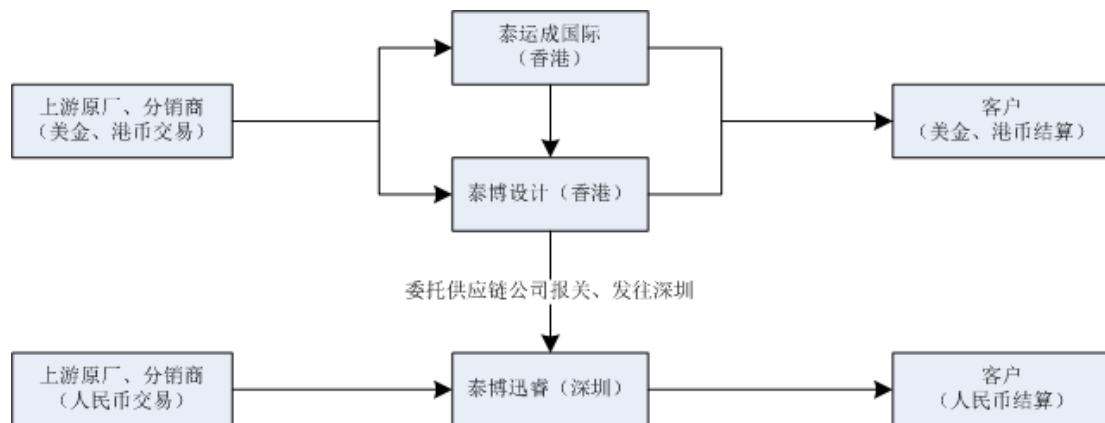 泰运成国际
（香港）
上游原厂、分销商
（美金、港币交易）
客户
（美金、港币结算）
泰博设计（香港）
委托供应链公司报关、发往深圳
上游原厂、分销商
（人民币交易）
泰博迅睿（深圳）
客户
（人民币结算）